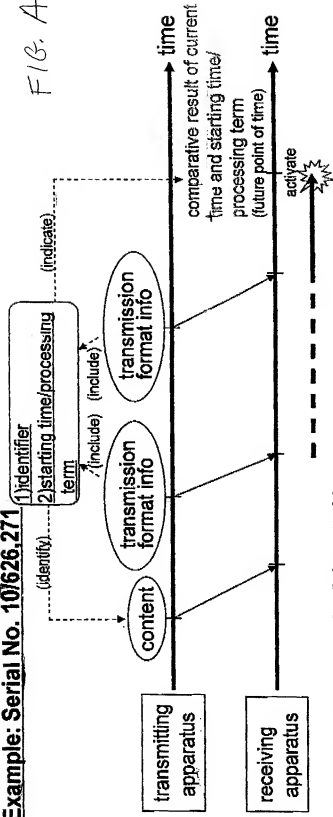 Example: Serial No. 10/626,271
FIG. A
1)identifier
2)starting time/processing
term
(identify)
(include)
(include)
(indicate)
content
transmission
format info
transmission
format info
transmitting
apparatus
time
comparative result of current
time and starting time/
processing term
(future point of time)
activate
receiving
apparatus
time